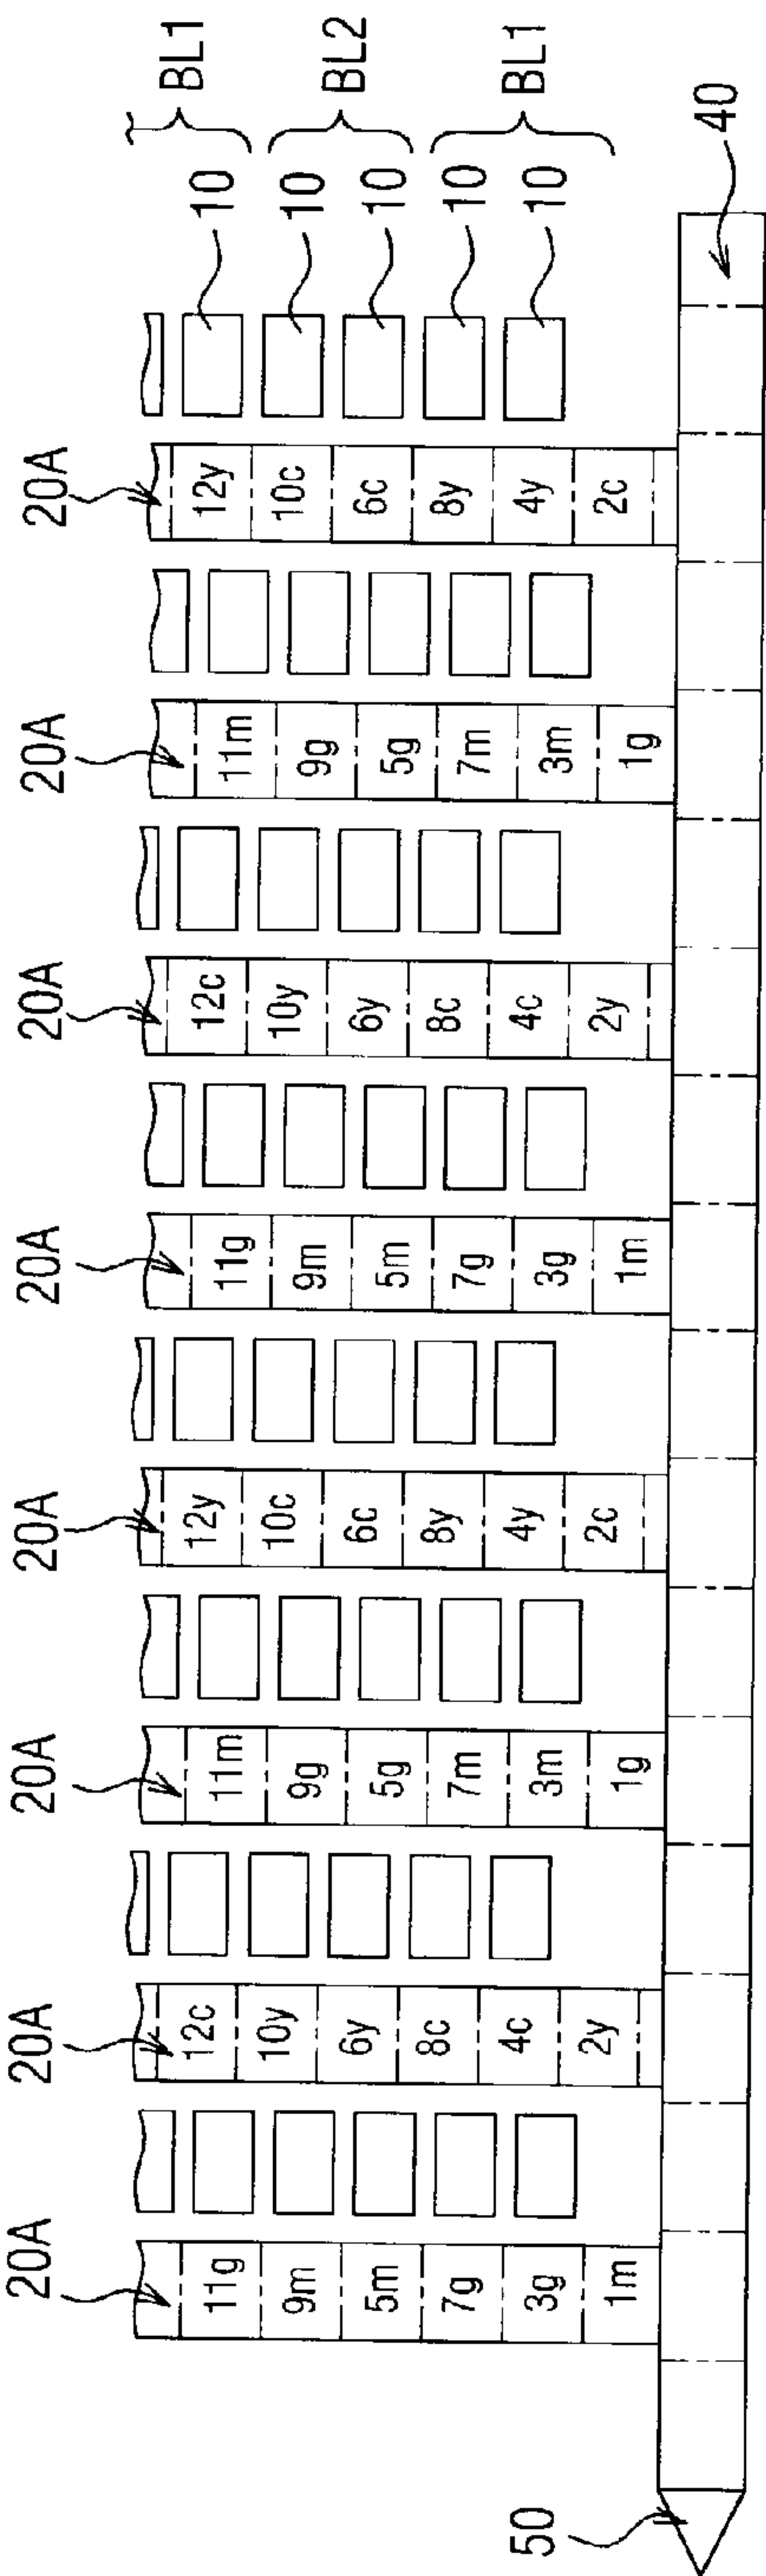 20A 20A 20A 20A 20A 20A 20A 20A
11g 12c 11m 12y 11g 12c 11m 12y 10 BL1
9m 10y 9g 10c 9m 10y 9g 10c 10
BL2
5m 6y 5g 6c 5m 6y 5g 6c 10
7g 8c 7m 8y 7g 8c 7m 8y 10
BL1
3g 4c 3m 4y 3g 4c 3m 4y 10
1m 2y 1g 2c 1m 2y 1g 2c
50 40